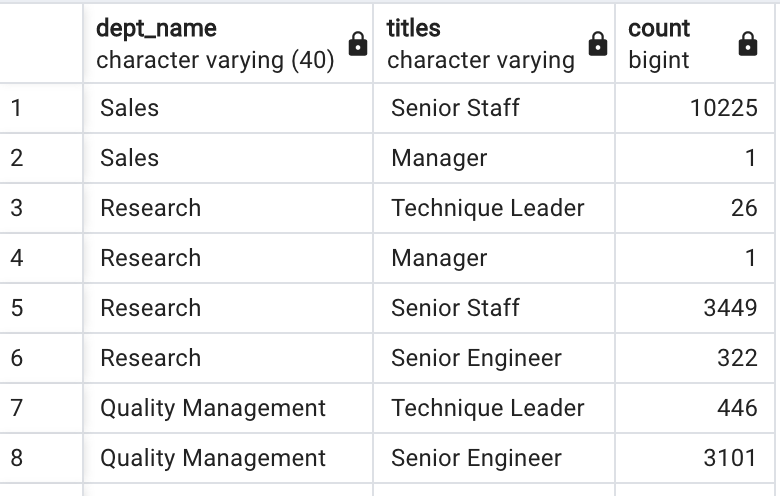 dept_name titles count
character varying (40) character varying bigint
1 Sales Senior Staff 10225
2 Sales Manager 1
3 Research Technique Leader 26
4 Research Manager 1
5 Research Senior Staff 3449
6 Research Senior Engineer 322
7 Quality Management Technique Leader 446
8 Quality Management Senior Engineer 3101